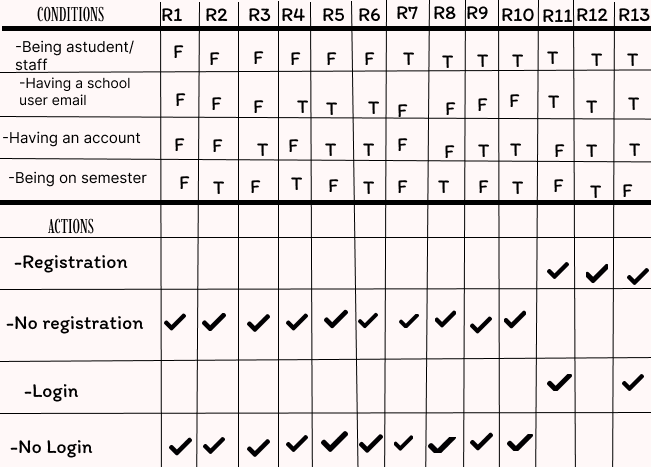 CONDITIONS R1 R2 R3 R4 R5 R6 R7 R8 R9 R10 R11 R12 R13
-Being astudent/
staff F F F F F F T T T T T T T
-Having a school
user email F F F T T T F F F F T T T
-Having an account F F T F T T F F T T F T T
-Being on semester F T F T F T F T F T F T F
ACTIONS
-Registration ✓ ✓ ✓
-No registration ✓ ✓ ✓ ✓ ✓ ✓ ✓ ✓ ✓ ✓
-Login ✓ ✓
-No Login ✓ ✓ ✓ ✓ ✓ ✓ ✓ ✓ ✓ ✓